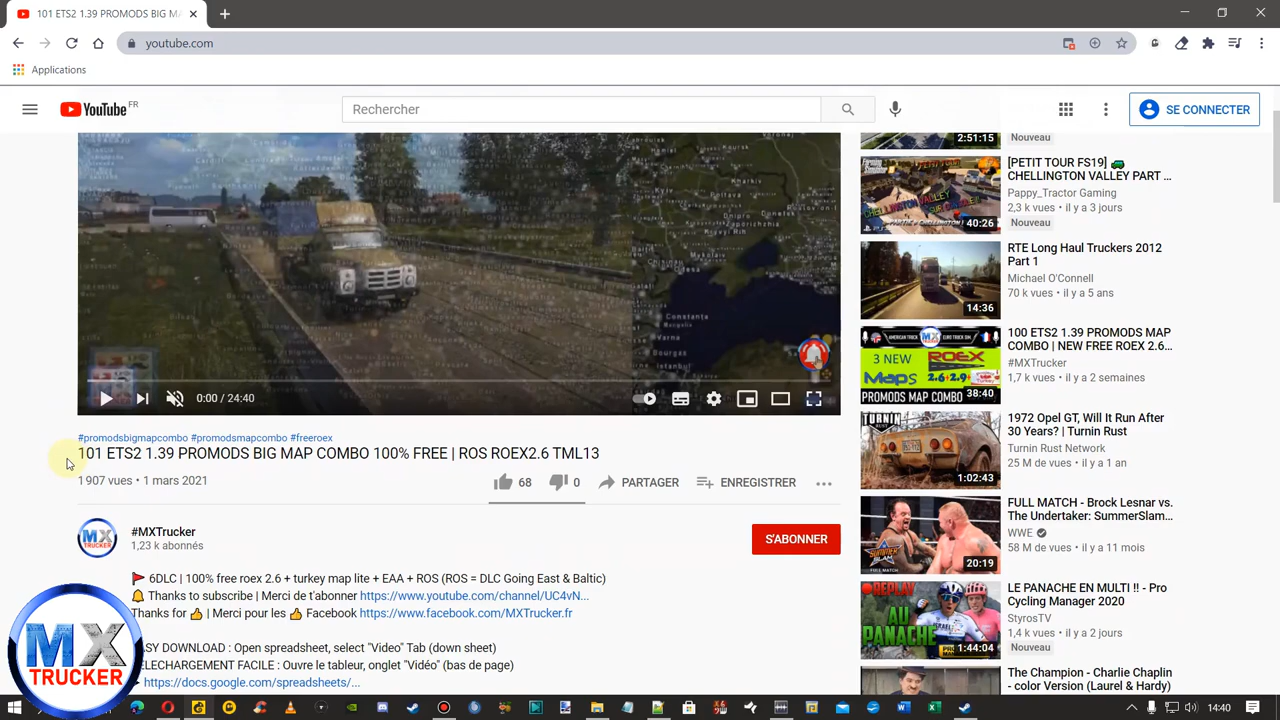 101 ETS2 1.39 PROMODS BIG MA
youtube.com
Applications
YouTube FR
Rechercher
SE CONNECTER
0:00 / 24:40
#promodsbigmapcombo #promodsmapcombo #freeroex
101 ETS2 1.39 PROMODS BIG MAP COMBO 100% FREE | ROS ROEX2.6 TML13
1 907 vues • 1 mars 2021
68
0
PARTAGER
ENREGISTRER
#MXTrucker
1,23 k abonnés
S'ABONNER
6DLC | 100% free roex 2.6 + turkey map lite + EAA + ROS (ROS = DLC Going East & Baltic)
Thanks to subscribe | Merci de t'abonner https://www.youtube.com/channel/UC4vN...
Thanks for | Merci pour les Facebook https://www.facebook.com/MXTrucker.fr
ASY DOWNLOAD : Open spreadsheet, select "Video" Tab (down sheet)
ELECHARGEMENT FACILE : Ouvre le tableur, onglet "Vidéo" (bas de page)
https://docs.google.com/spreadsheets/...
MX
TRUCKER
2:51:15
Nouveau
[PETIT TOUR FS19]
CHELLINGTON VALLEY PART ...
Pappy_Tractor Gaming
2,3 k vues • il y a 3 jours
Nouveau
40:26
RTE Long Haul Truckers 2012
Part 1
Michael O'Connell
70 k vues • il y a 5 ans
14:36
100 ETS2 1.39 PROMODS MAP
COMBO | NEW FREE ROEX 2.6...
#MXTrucker
1,7 k vues • il y a 2 semaines
3 NEW
Maps
ROEX
2.6+2.9
PROMODS MAP COMBO
38:40
1972 Opel GT, Will It Run After
30 Years? | Turnin Rust
Turnin Rust Network
25 M de vues • il y a 1 an
TURNIN
RUST
1:02:43
FULL MATCH - Brock Lesnar vs.
The Undertaker: SummerSlam...
WWE
58 M de vues • il y a 11 mois
20:19
LE PANACHE EN MULTI !! - Pro
Cycling Manager 2020
StyrosTV
1,4 k vues • il y a 2 jours
Nouveau
REPLAY
AU
PANACHE
1:44:04
The Champion - Charlie Chaplin
- color Version (Laurel & Hardy)
14:40